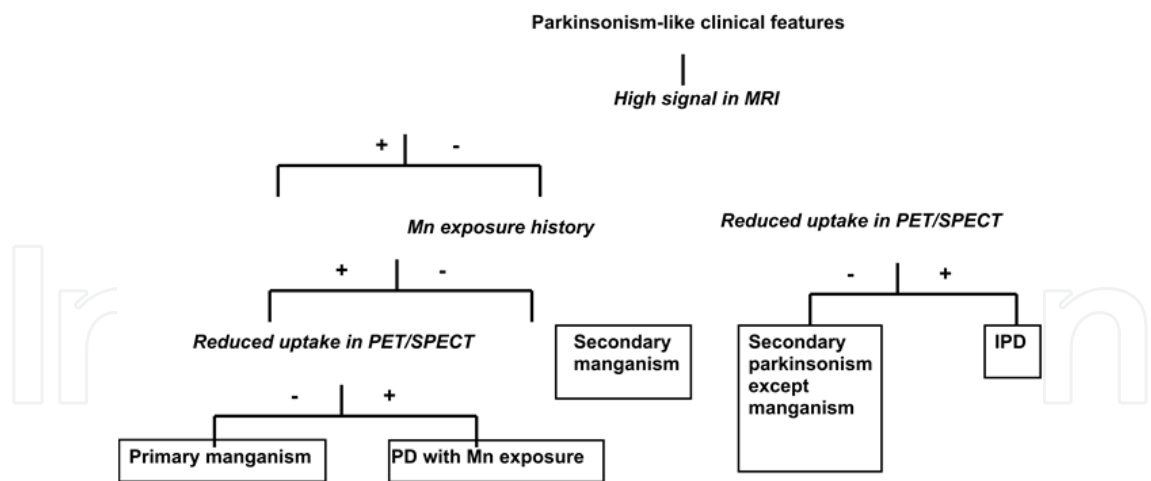 Parkinsonism-like clinical features
High signal in MRI
+ -
Mn exposure history
Reduced uptake in PET/SPECT
+ -
- +
Reduced uptake in PET/SPECT
Secondary
manganism
Secondary
parkinsonism
except
manganism
IPD
- +
Primary manganism
PD with Mn exposure